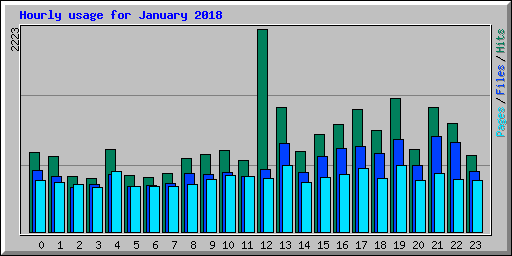 Hourly usage for January 2018
2223
Pages / Files / Hits
0 1 2 3 4 5 6 7 8 9 10 11 12 13 14 15 16 17 18 19 20 21 22 23